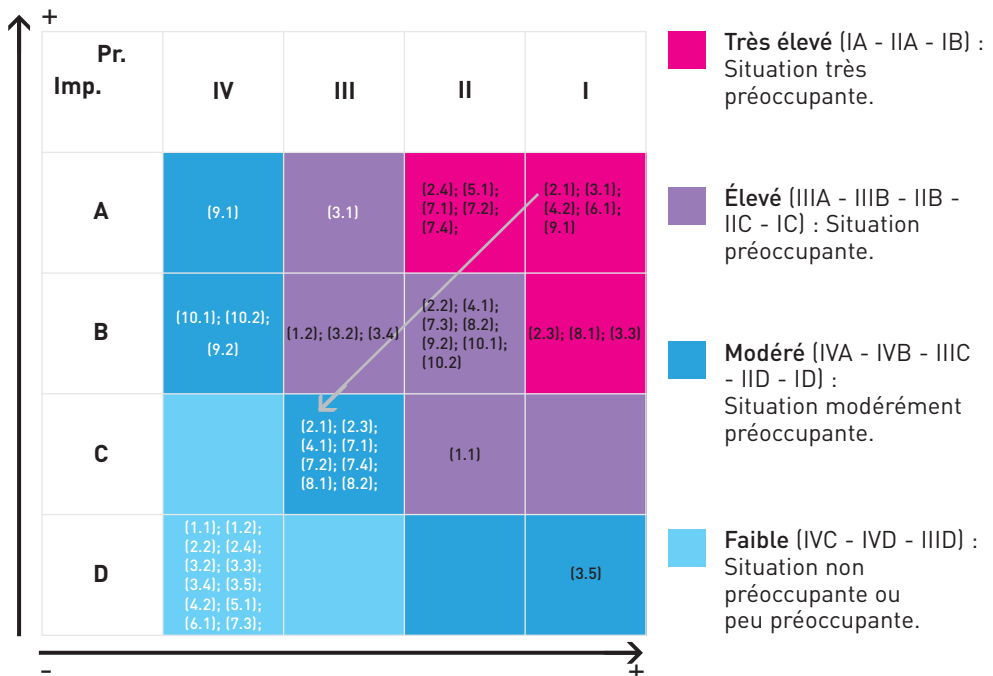 +
Pr.
Imp.
IV
III
II
I
A
(9.1)
(3.1)
(2.4); (5.1);
(7.1); (7.2);
(7.4);
(2.1); (3.1);
(4.2); (6.1);
(9.1)
B
(10.1); (10.2);
(9.2)
(1.2); (3.2); (3.4)
(2.2); (4.1);
(7.3); (8.2);
(9.2); (10.1);
(10.2)
(2.3); (8.1); (3.3)
C
(2.1); (2.3);
(4.1); (7.1);
(7.2); (7.4);
(8.1); (8.2);
(1.1)
D
(1.1); (1.2);
(2.2); (2.4);
(3.2); (3.3);
(3.4); (3.5);
(4.2); (5.1);
(6.1); (7.3);
(3.5)
-
+
Très élevé (IA - IIA - IB) :
Situation très
préoccupante.
Élevé (IIIA - IIIB - IIB -
IIC - IC) : Situation
préoccupante.
Modéré (IVA - IVB - IIIC
- IID - ID) :
Situation modérément
préoccupante.
Faible (IVC - IVD - IIID) :
Situation non
préoccupante ou
peu préoccupante.